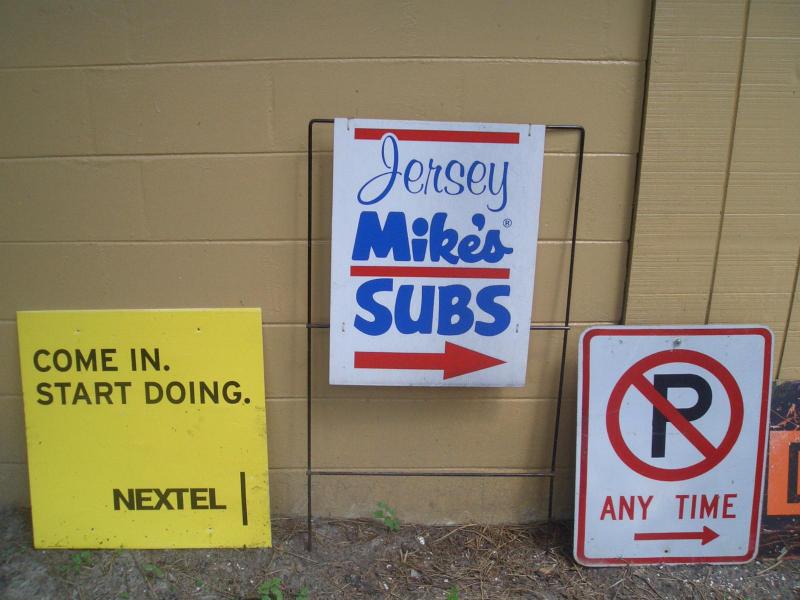 COME IN.
START DOING.
NEXTEL
Jersey
Mike's®
SUBS
P
ANY TIME